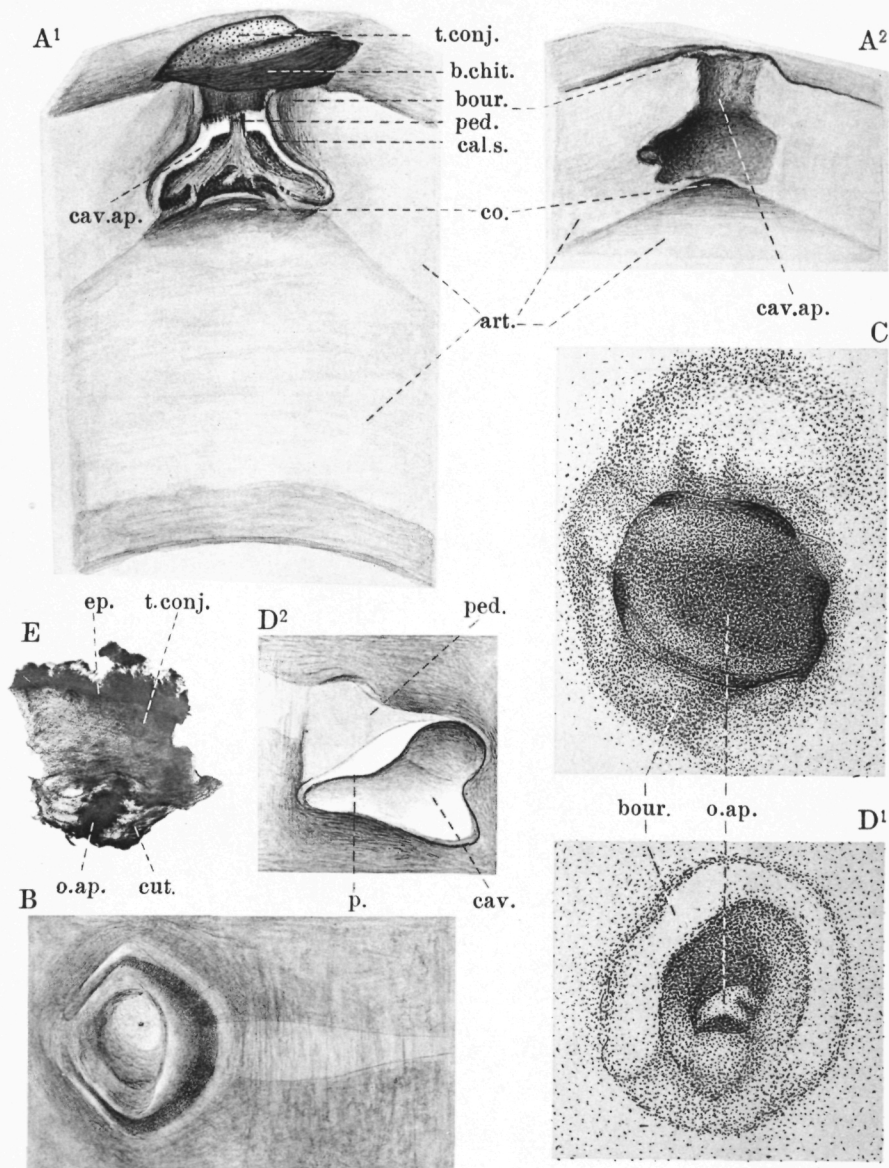 A¹
t.conj.
A²
b.chit.
bour.
ped.
cal.s.
cav.ap.
co.
cav.ap.
art.
C
ep. t.conj.
ped.
E
D²
bour. o.ap.
D¹
o.ap. cut.
p. cav.
B